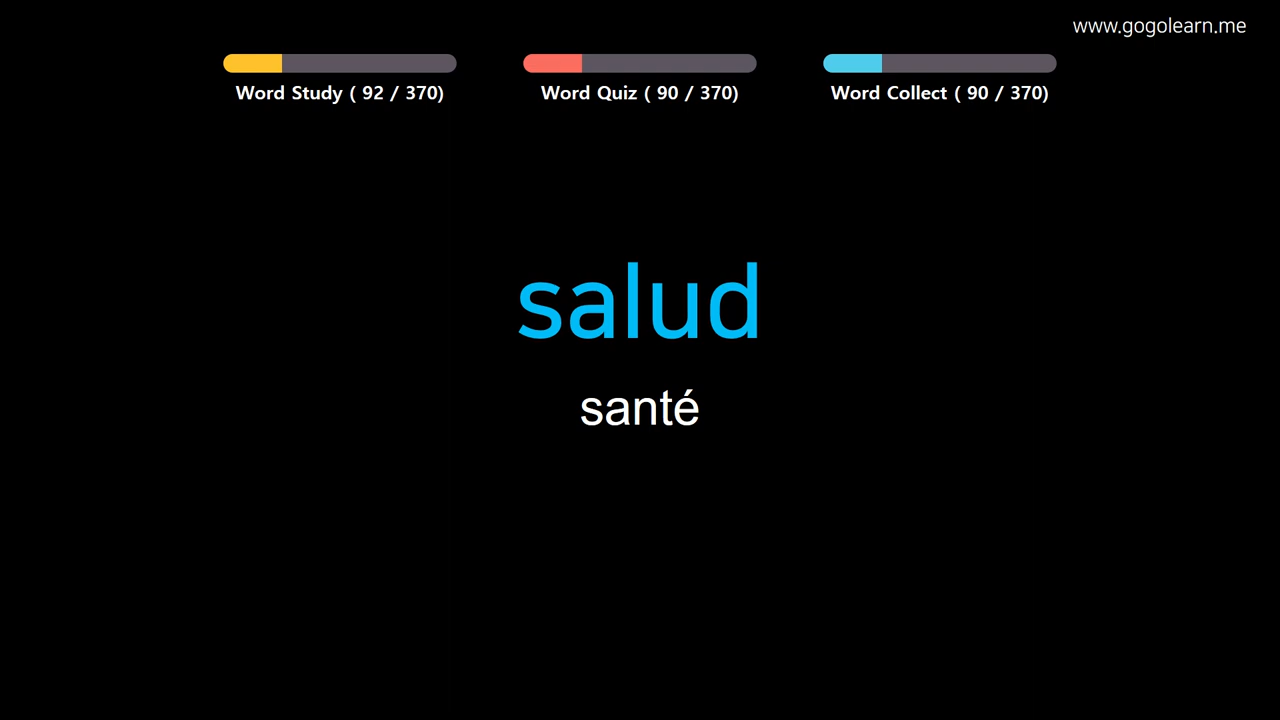 www.gogolearn.me
Word Study ( 92 / 370)
Word Quiz ( 90 / 370)
Word Collect ( 90 / 370)
salud
santé